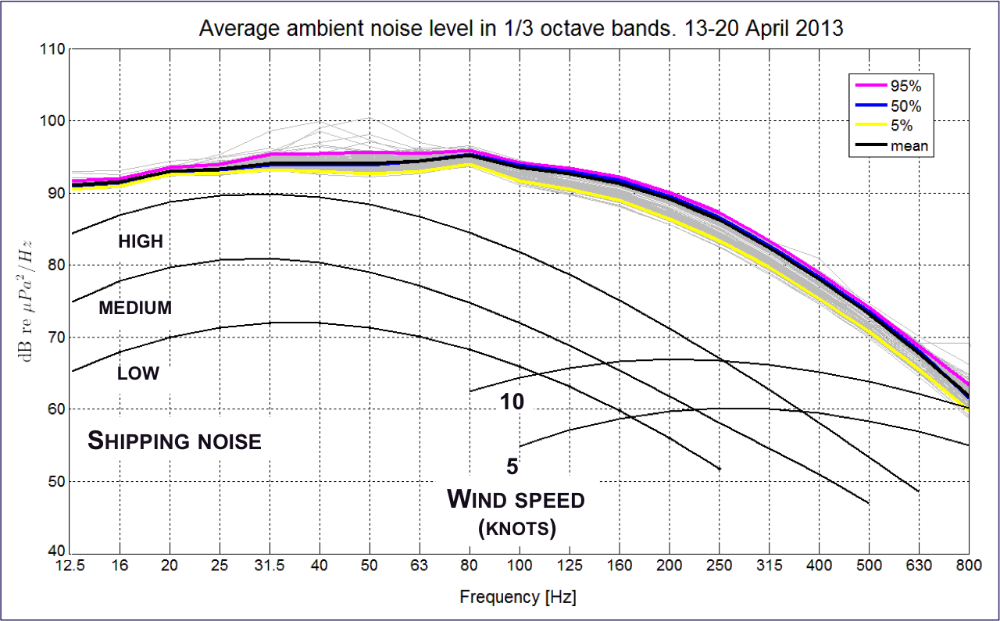 Average ambient noise level in 1/3 octave bands. 13-20 April 2013
110
100
90
80
70
60
50
40
dB re μPa²/Hz
95%
50%
5%
mean
HIGH
MEDIUM
LOW
SHIPPING NOISE
10
5
WIND SPEED
(KNOTS)
12.5 16 20 25 31.5 40 50 63 80 100 125 160 200 250 315 400 500 630 800
Frequency [Hz]